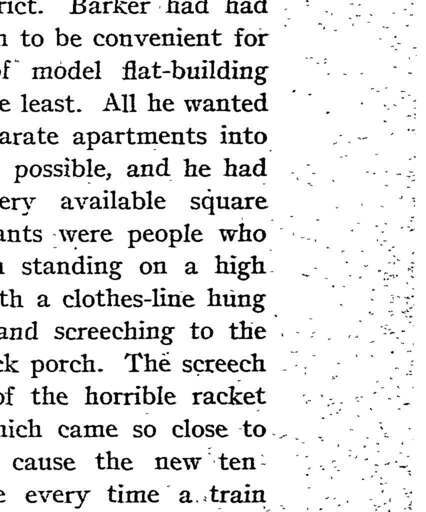 rict. Barker had had
n to be convenient for
of model flat-building
e least. All he wanted
arate apartments into
possible, and he had
ery available square
ants were people who
standing on a high
th a clothes-line hung
and screeching to the
ck porch. The screech
of the horrible racket
hich came so close to
cause the new ten-
e every time a train